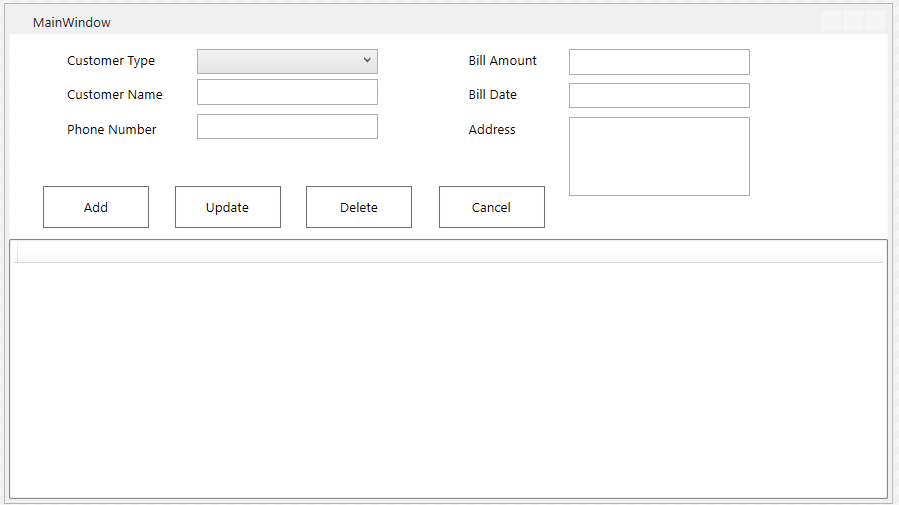 MainWindow
Customer Type
Bill Amount
Customer Name
Bill Date
Phone Number
Address
Add
Update
Delete
Cancel